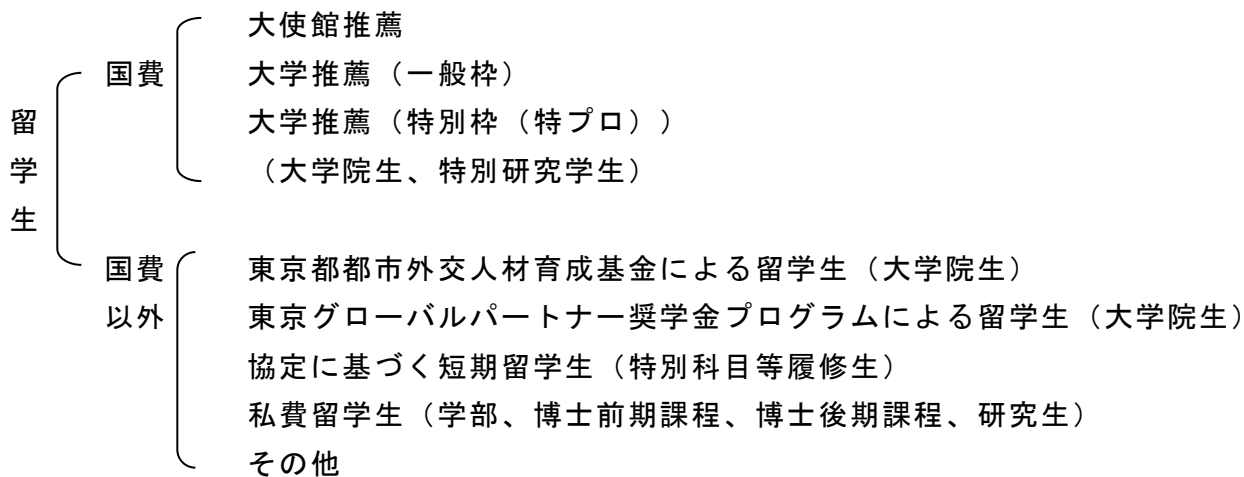 留学生
国費
大使館推薦
大学推薦（一般枠）
大学推薦（特別枠（特プロ））
（大学院生、特別研究学生）
国費以外
東京都都市外交人材育成基金による留学生（大学院生）
東京グローバルパートナー奨学金プログラムによる留学生（大学院生）
協定に基づく短期留学生（特別科目等履修生）
私費留学生（学部、博士前期課程、博士後期課程、研究生）
その他